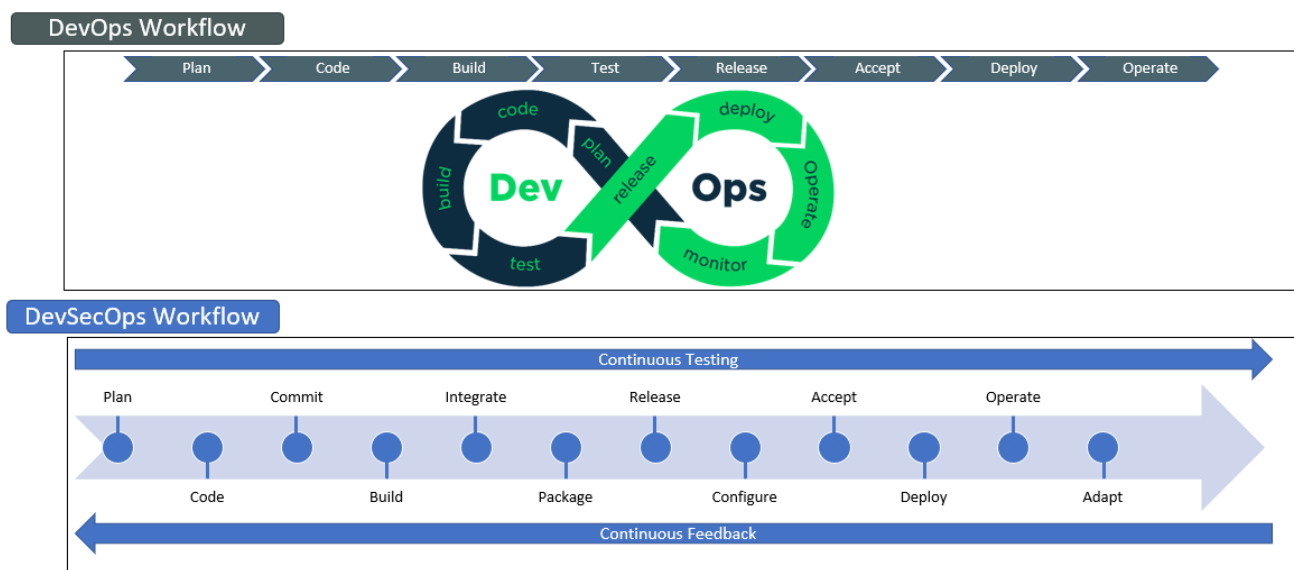 DevOps Workflow
Plan Code Build Test Release Accept Deploy Operate
code deploy
plan
release
build Dev Ops Operate
test monitor
DevSecOps Workflow
Continuous Testing
Plan Commit Integrate Release Accept Operate
Code Build Package Configure Deploy Adapt
Continuous Feedback